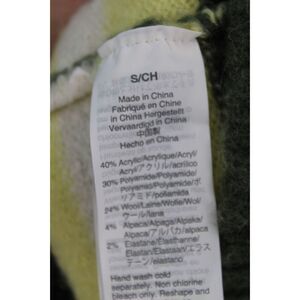 S/CH
Made in China
Fabriqué en Chine
in China Hergestellt
Vervaardigd in China
中国製
Hecho en China
40% Acrylic/Acrylique/Acryl/
Acryl/アクリル/acrílico
30% Polyamide/Polyamide/
Polyamid/Polyamide/ポ
リアミド/poliamida
24% Wool/Laine/Wolle/Wol/
ウール/lana
4% Alpaca/Alpaga/Alpaka/
Alpaca/アルパカ/alpaca
2% Elastane/Élasthanne/
Elastan/Elastaan/エラス
テーン/elastano
Hand wash cold
separately. Non chlorine
bleach only. Reshape and